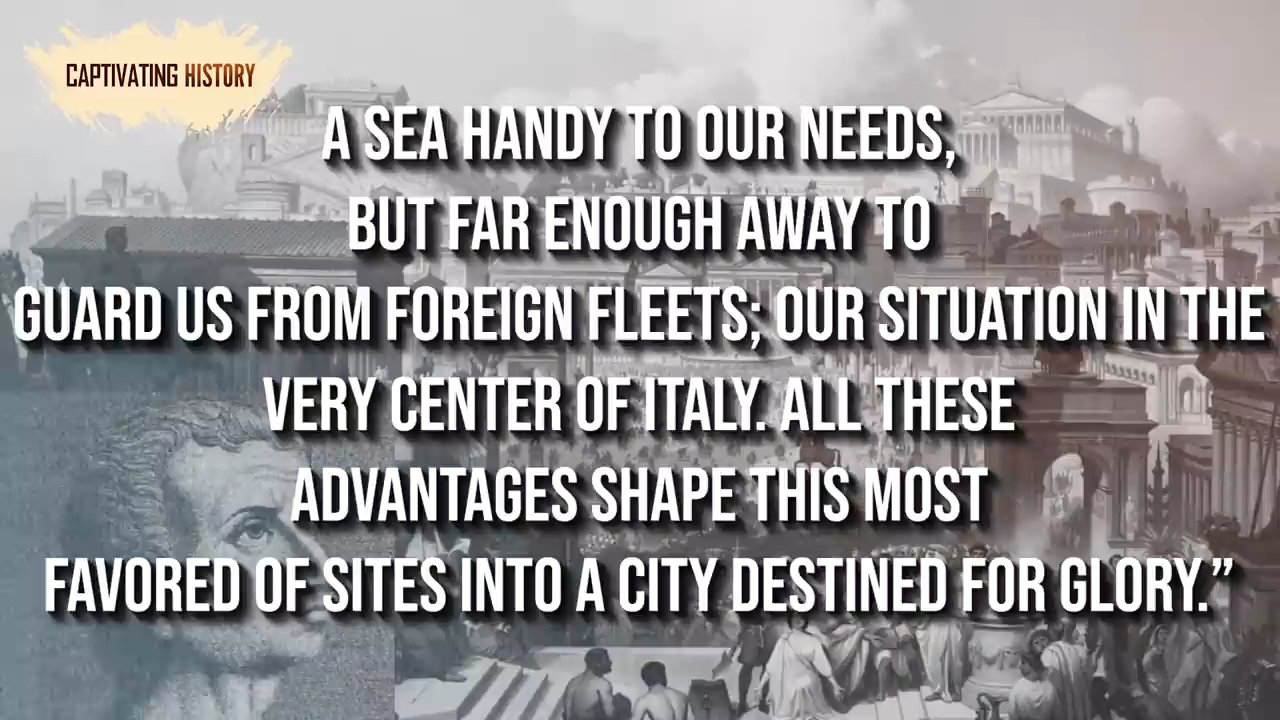 CAPTIVATING HISTORY
A SEA HANDY TO OUR NEEDS,
BUT FAR ENOUGH AWAY TO
GUARD US FROM FOREIGN FLEETS; OUR SITUATION IN THE
VERY CENTER OF ITALY. ALL THESE
ADVANTAGES SHAPE THIS MOST
FAVORED OF SITES INTO A CITY DESTINED FOR GLORY.”